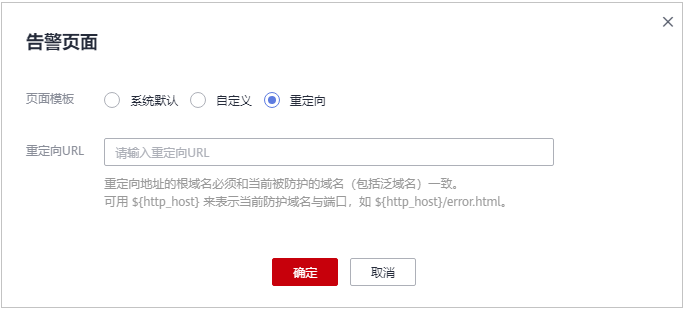 告警页面
页面模板 系统默认 自定义 重定向
重定向URL 请输入重定向URL
重定向地址的根域名必须和当前被防护的域名（包括泛域名）一致。
可用 ${http_host} 来表示当前防护域名与端口，如 ${http_host}/error.html。
确定 取消